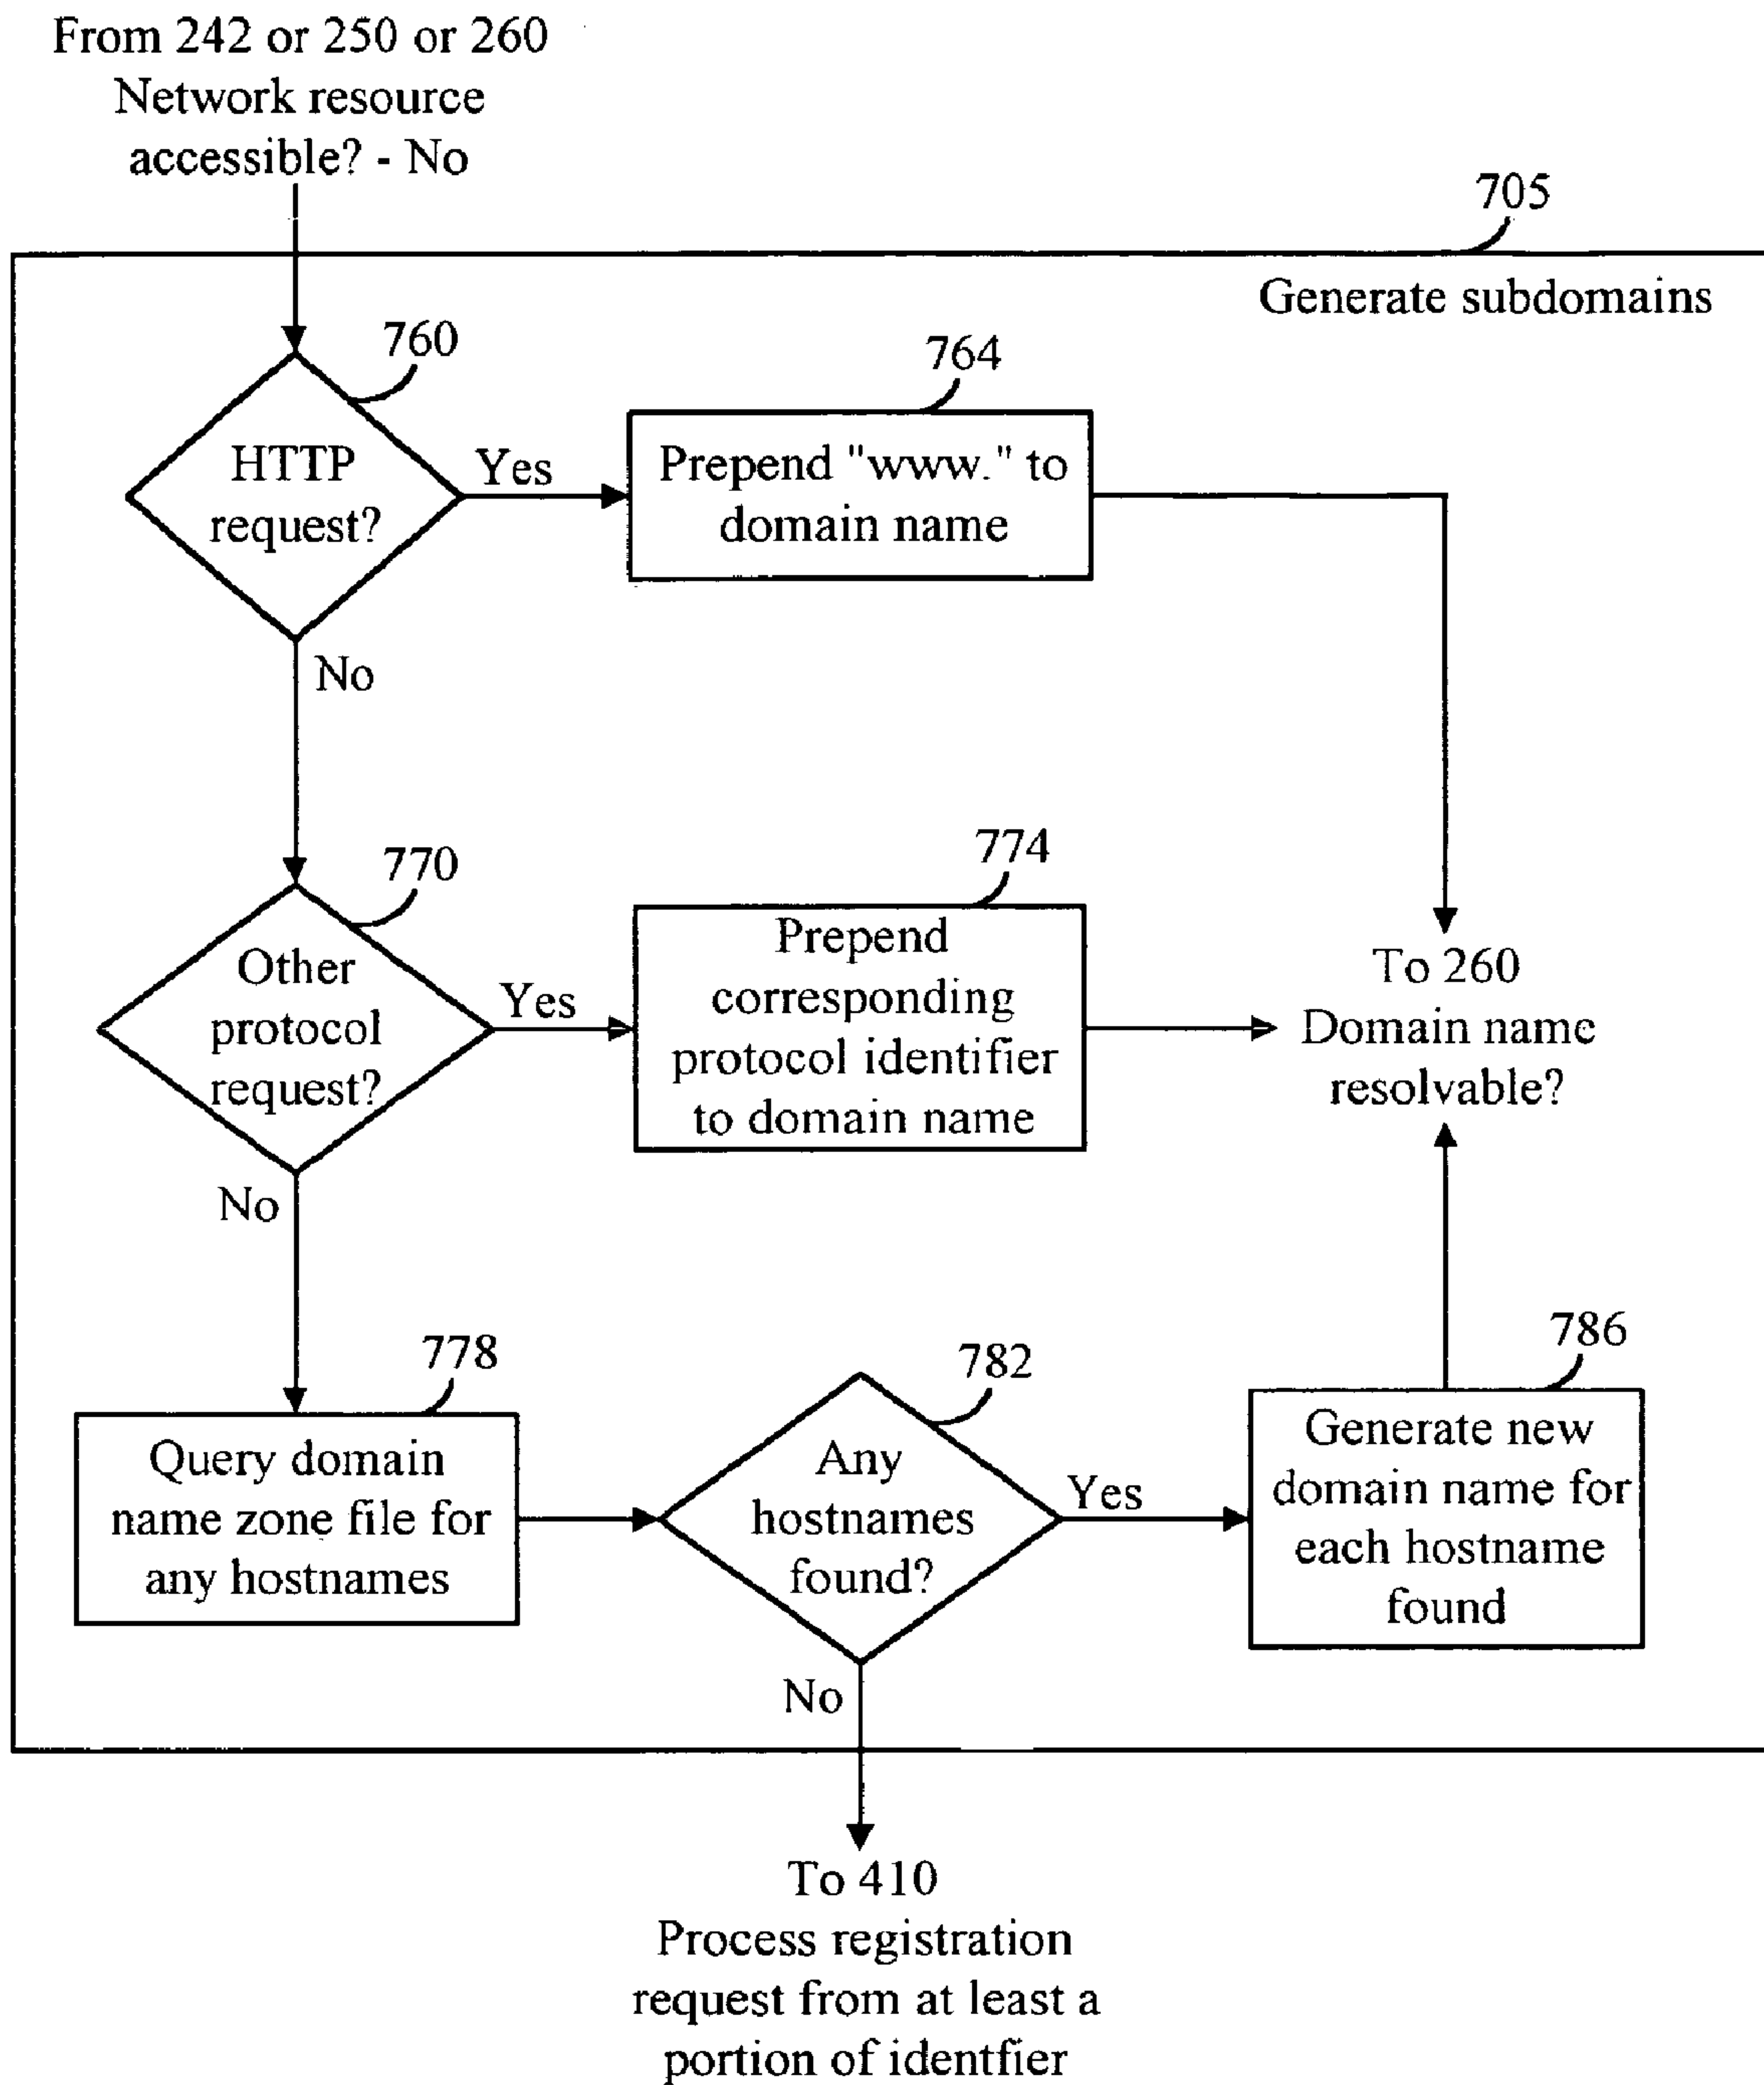 From 242 or 250 or 260
Network resource
accessible? - No
705
Generate subdomains
760
HTTP
request?
Yes
764
Prepend "www." to
domain name
No
770
Other
protocol
request?
Yes
774
Prepend
corresponding
protocol identifier
to domain name
To 260
Domain name
resolvable?
No
778
Query domain
name zone file for
any hostnames
782
Any
hostnames
found?
Yes
786
Generate new
domain name for
each hostname
found
No
To 410
Process registration
request from at least a
portion of identfier